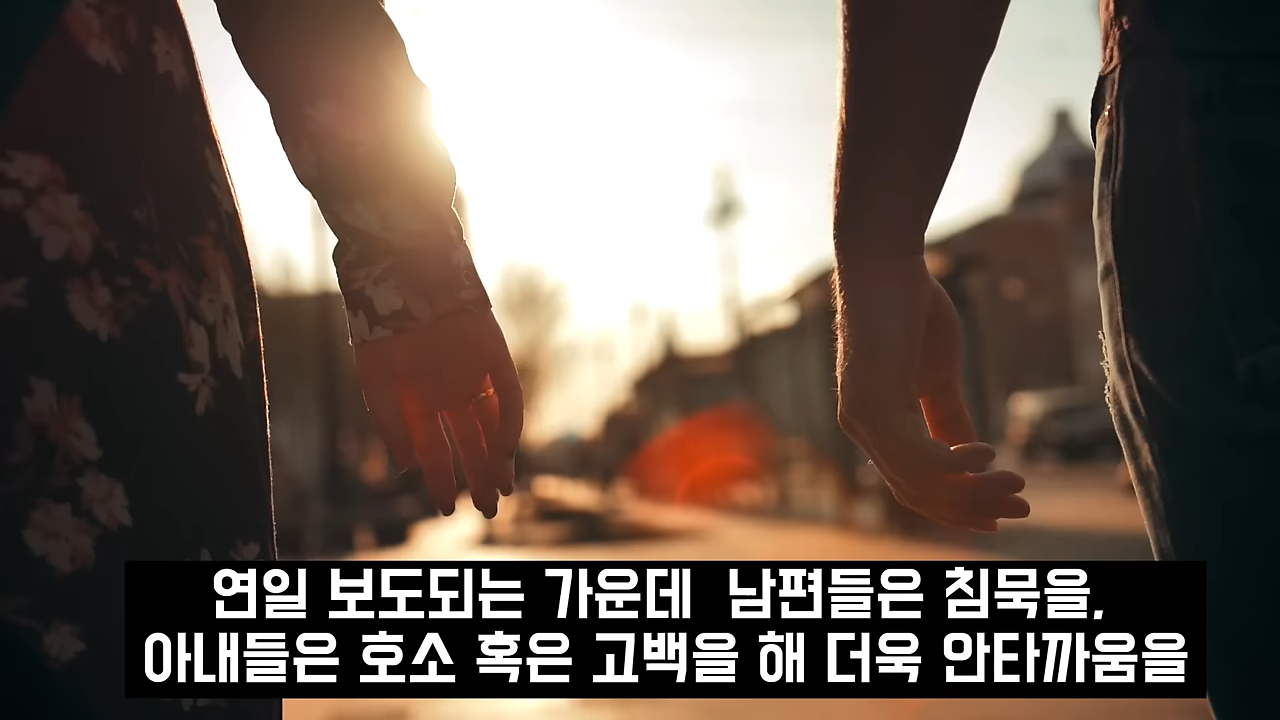 연일 보도되는 가운데 남편들은 침묵을,
아내들은 호소 혹은 고백을 해 더욱 안타까움을